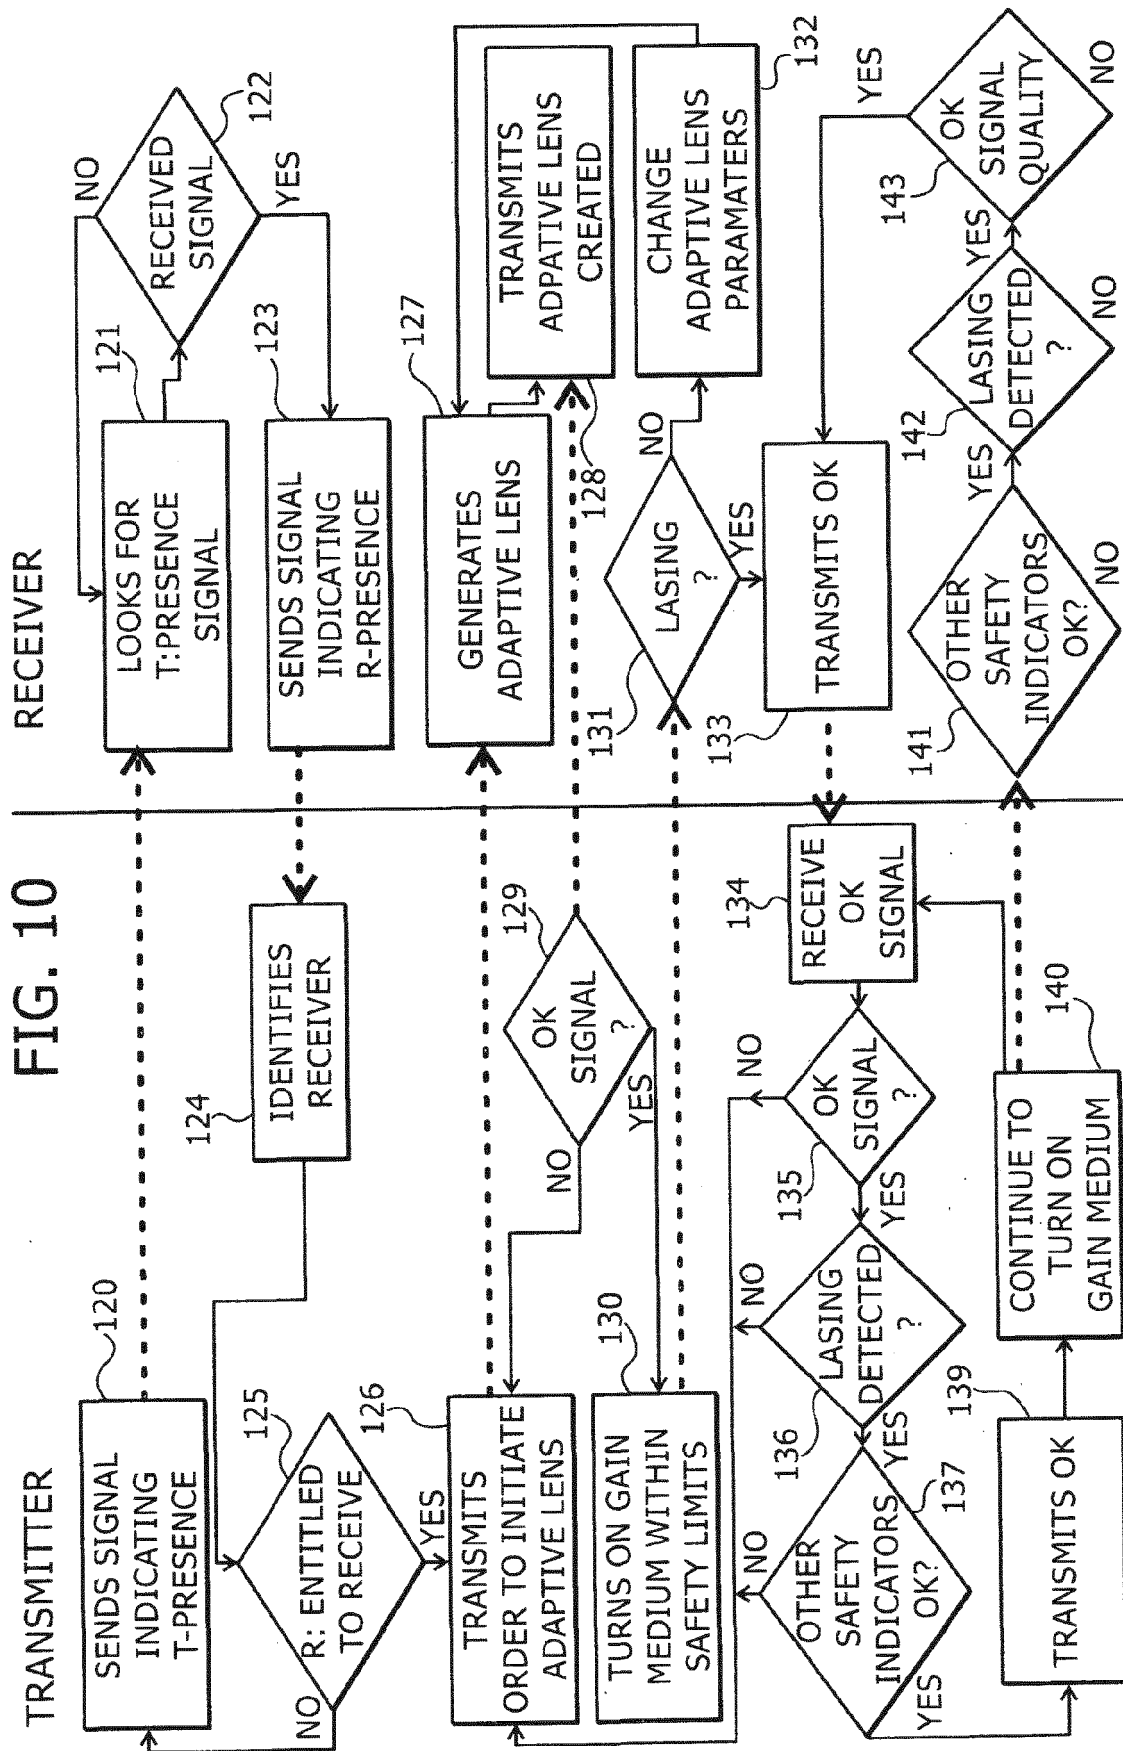 FIG. 10
TRANSMITTER
RECEIVER
120
SENDS SIGNAL
INDICATING
T-PRESENCE
121
LOOKS FOR
T:PRESENCE
SIGNAL
122
RECEIVED
SIGNAL
NO
YES
123
SENDS SIGNAL
INDICATING
R-PRESENCE
124
IDENTIFIES
RECEIVER
125
R: ENTITLED
TO RECEIVE
NO
YES
126
TRANSMITS
ORDER TO INITIATE
ADAPTIVE LENS
127
GENERATES
ADAPTIVE LENS
TRANSMITS
ADPATIVE LENS
CREATED
128
129
OK
SIGNAL
?
NO
YES
130
TURNS ON GAIN
MEDIUM WITHIN
SAFETY LIMITS
131
LASING
?
NO
YES
CHANGE
ADAPTIVE LENS
PARAMATERS
132
133
TRANSMITS OK
134
RECEIVE
OK
SIGNAL
135
OK
SIGNAL
?
NO
YES
136
LASING
DETECTED
?
NO
YES
137
OTHER
SAFETY
INDICATORS
OK?
NO
YES
139
TRANSMITS OK
140
CONTINUE TO
TURN ON
GAIN MEDIUM
141
OTHER
SAFETY
INDICATORS
OK?
YES
NO
142
LASING
DETECTED
?
YES
NO
143
OK
SIGNAL
QUALITY
YES
NO